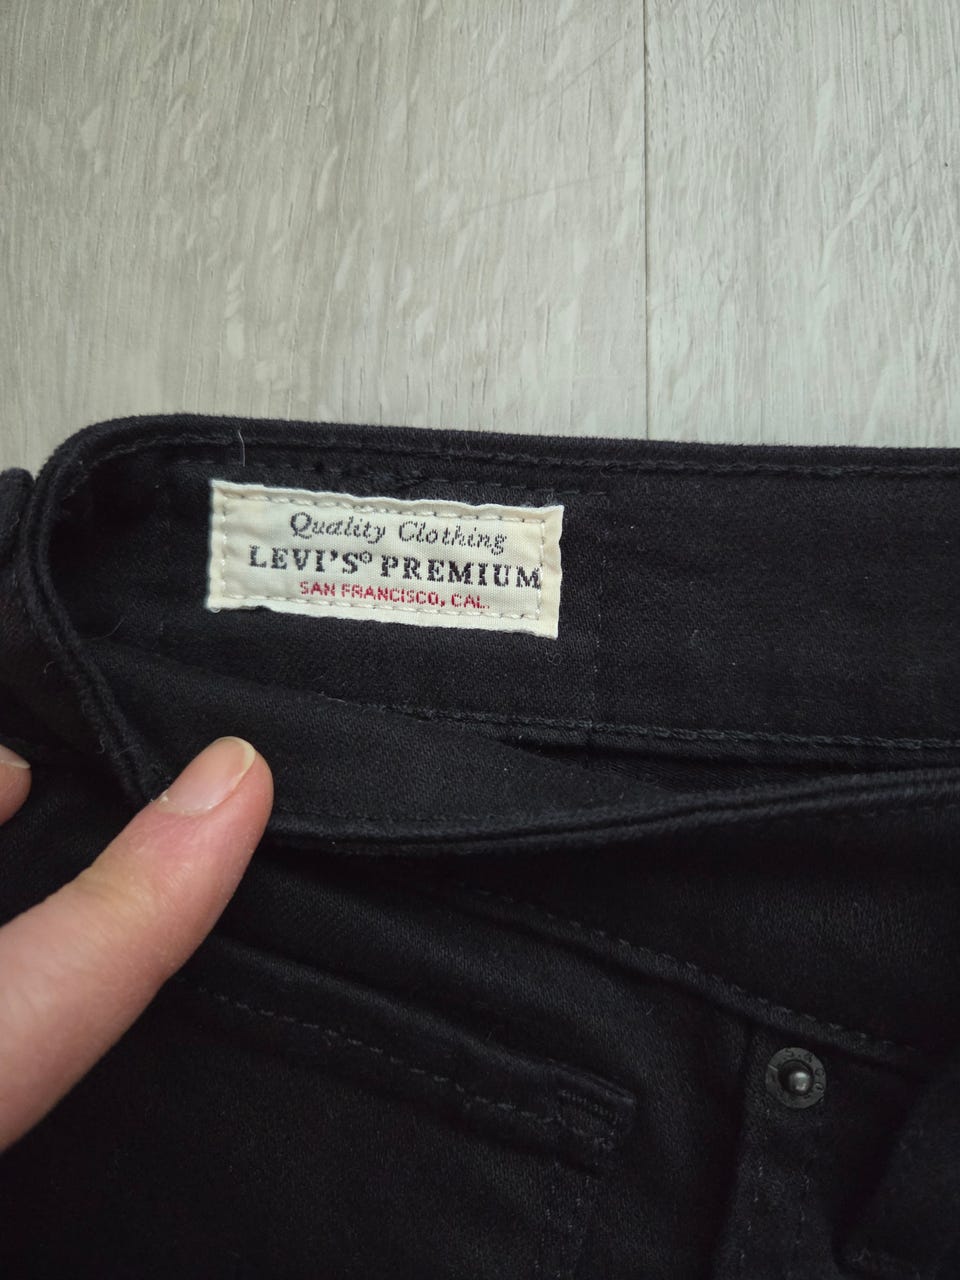 Quality Clothing
LEVI'S® PREMIUM
SAN FRANCISCO, CAL.